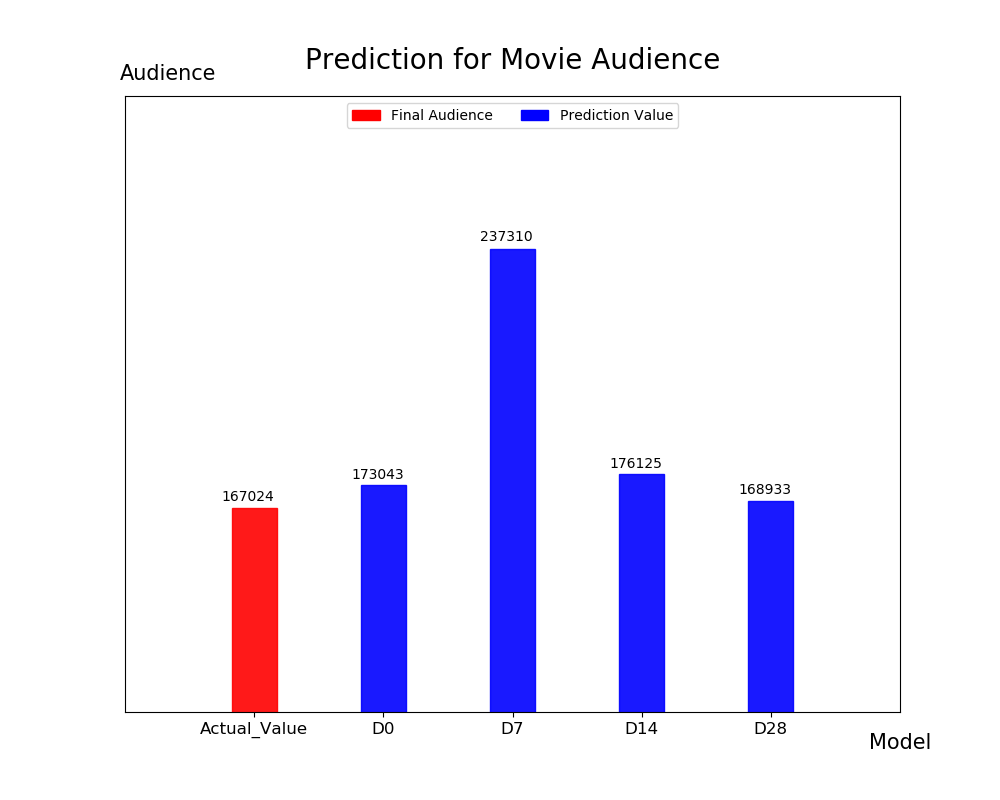 Prediction for Movie Audience
Audience
Final Audience
Prediction Value
237310
176125
173043
168933
167024
Actual_Value
D0
D7
D14
D28
Model